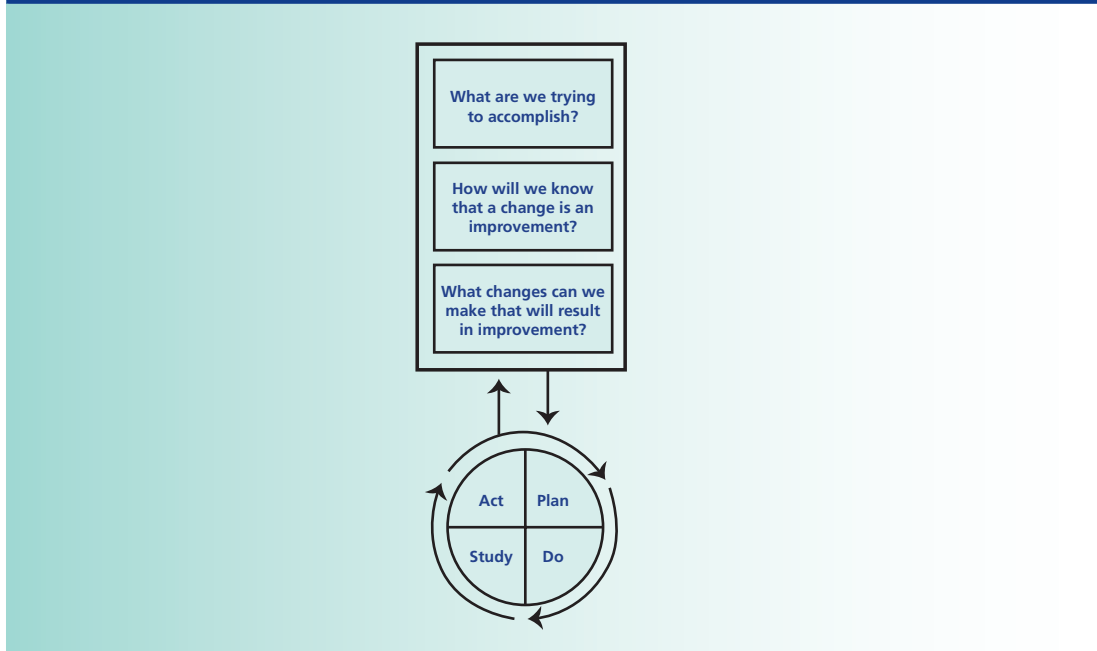 What are we trying
to accomplish?
How will we know
that a change is an
improvement?
What changes can we
make that will result
in improvement?
Act
Plan
Study
Do